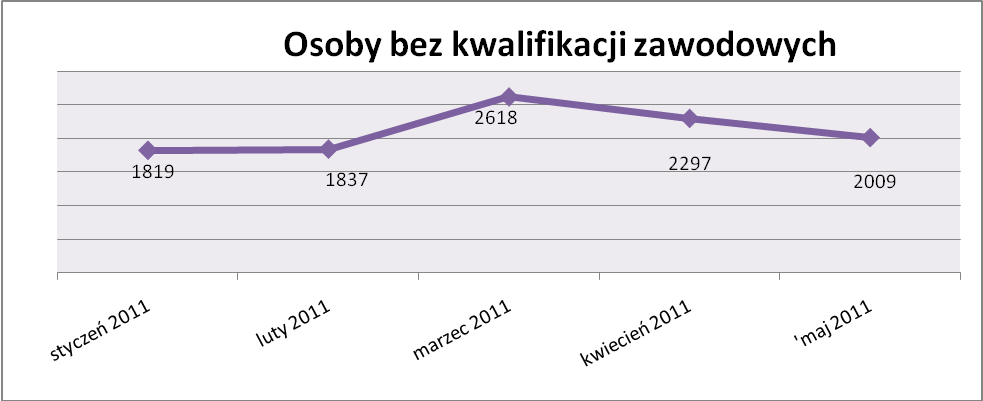 Osoby bez kwalifikacji zawodowych
1819
1837
2618
2297
2009
styczeń 2011
luty 2011
marzec 2011
kwiecień 2011
'maj 2011